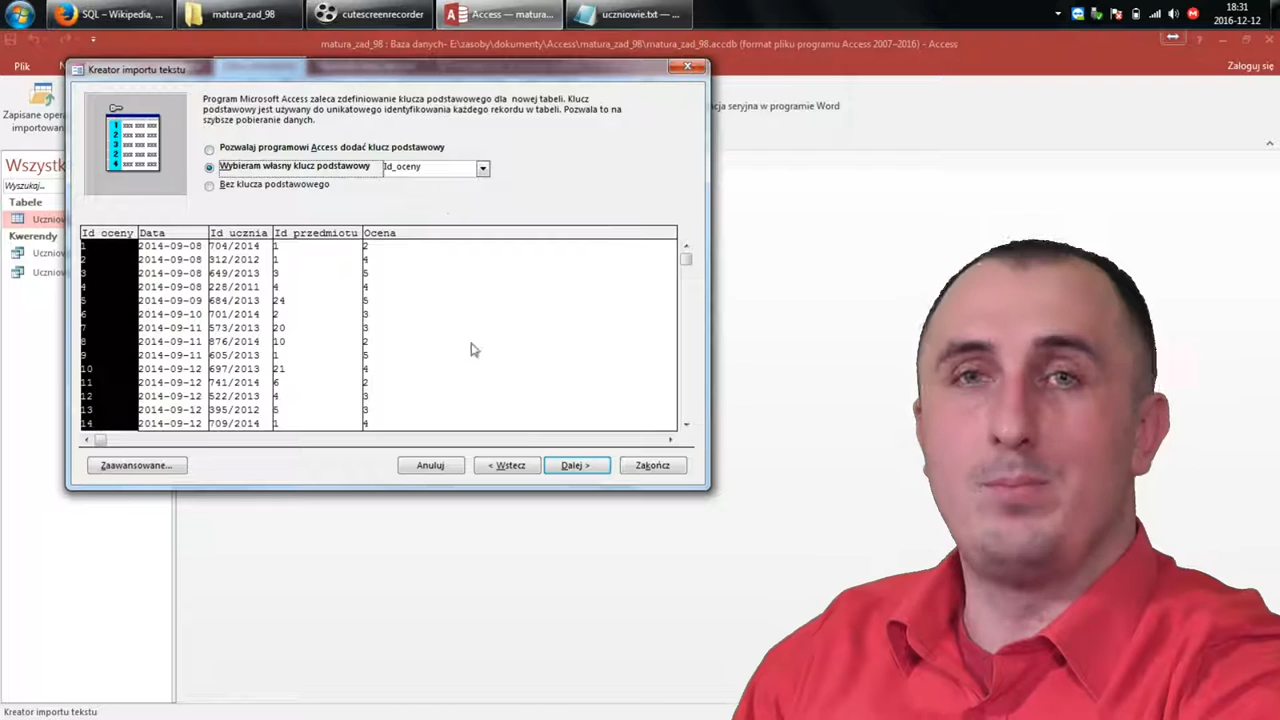 SQL – Wikipedia, ...
matura_zad_98
cutescreenrecorder
Access — matura...
uczniowie.txt — ...
18:31
2016-12-12
matura_zad_98 : Baza danych- E:\zasoby\dokumenty\Access\matura_zad_98\matura_zad_98.accdb (format pliku programu Access 2007–2016) - Access
Plik
Zaloguj się
Kreator importu tekstu
Zapisane operacje
importowania
acja seryjna w programie Word
Program Microsoft Access zaleca zdefiniowanie klucza podstawowego dla nowej tabeli. Klucz
podstawowy jest używany do unikatowego identyfikowania każdego rekordu w tabeli. Pozwala to na
szybsze pobieranie danych.
Pozwalaj programowi Access dodać klucz podstawowy
Wybieram własny klucz podstawowy Id_oceny
Bez klucza podstawowego
Wszyst
Wyszukaj...
Tabele
Uczniow
Kwerendy
Uczniow
Uczniow
Id oceny Data Id ucznia Id przedmiotu Ocena
1 2014-09-08 704/2014 1 2
2 2014-09-08 312/2012 1 4
3 2014-09-08 649/2013 3 5
4 2014-09-08 228/2011 4 4
5 2014-09-09 684/2013 24 5
6 2014-09-10 701/2014 2 3
7 2014-09-11 573/2013 20 3
8 2014-09-11 876/2014 10 2
9 2014-09-11 605/2013 1 5
10 2014-09-12 697/2013 21 4
11 2014-09-12 741/2014 6 2
12 2014-09-12 522/2013 4 3
13 2014-09-12 395/2012 5 3
14 2014-09-12 709/2014 1 4
Zaawansowane...
Anuluj
< Wstecz
Dalej >
Zakończ
Kreator importu tekstu